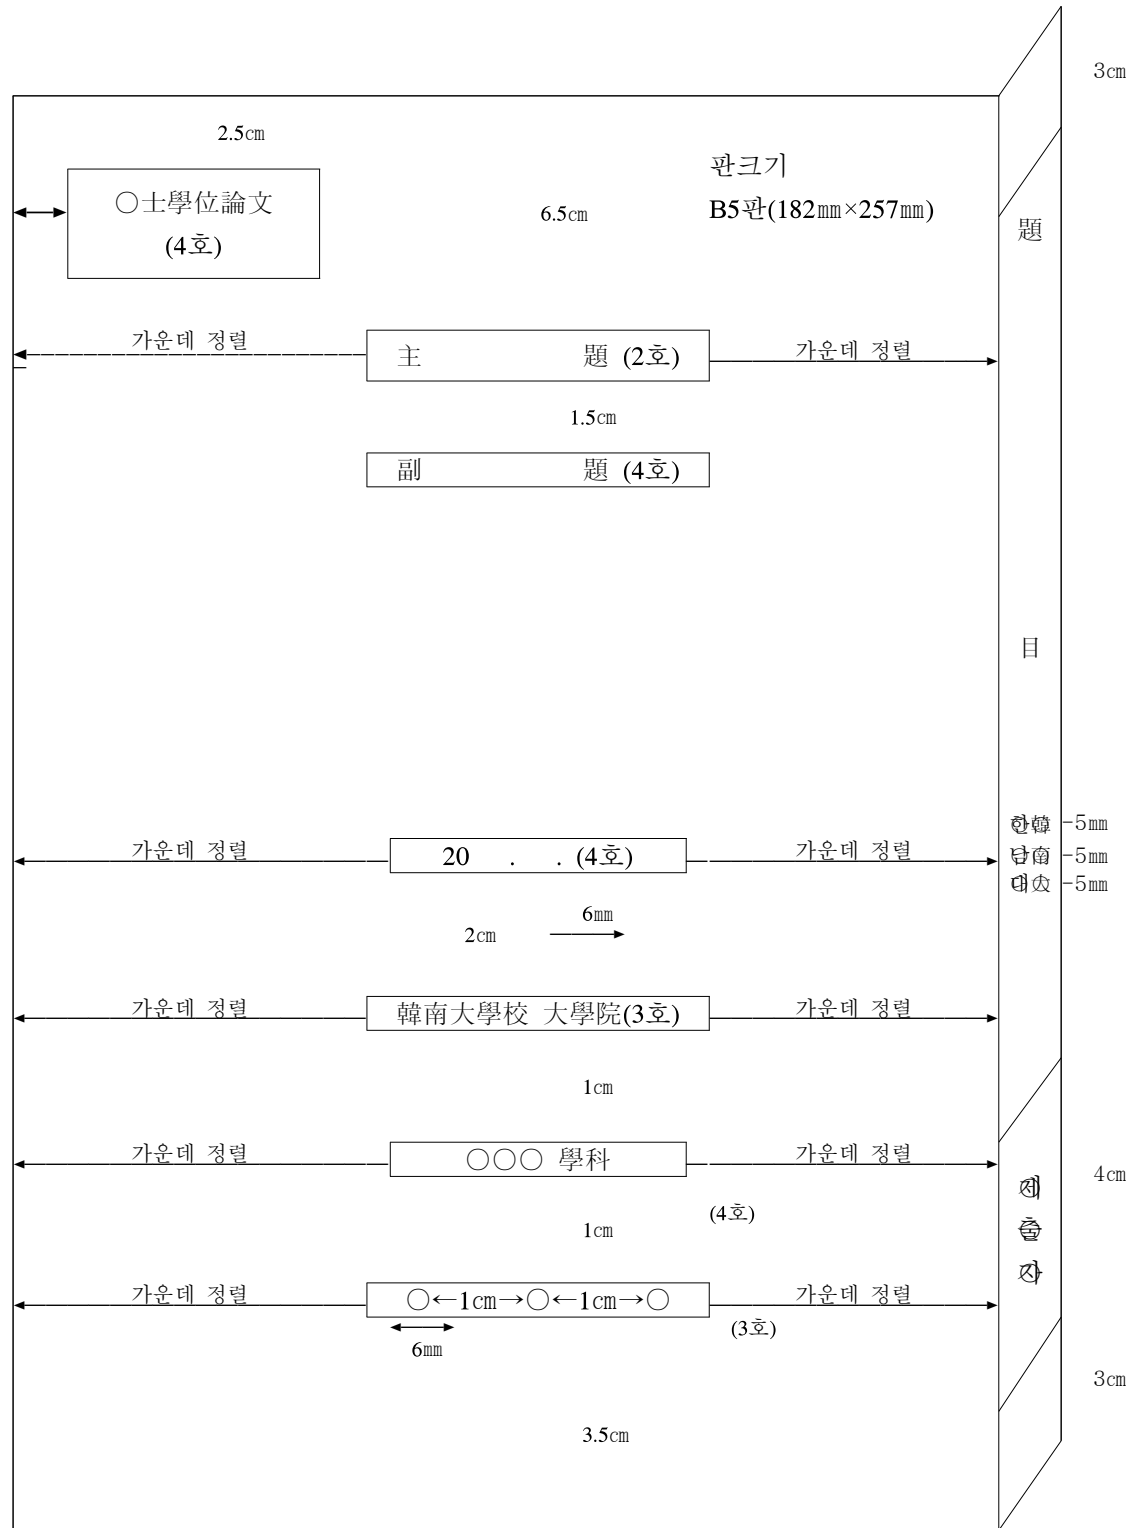 3㎝
2.5㎝
판크기
○士學位論文
6.5㎝
B5판(182㎜×257㎜)
題
(4호)
가운데 정렬
主 題 (2호)
가운데 정렬
1.5㎝
副 題 (4호)
目
가운데 정렬
20 . . (4호)
가운데 정렬
-5㎜
-5㎜
-5㎜
6㎜
2㎝
가운데 정렬
韓南大學校 大學院(3호)
가운데 정렬
1㎝
가운데 정렬
○○○ 學科
가운데 정렬
4㎝
제
(4호)
1㎝
출
자
가운데 정렬
○←1㎝→○←1㎝→○
가운데 정렬
(3호)
6㎜
3㎝
3.5㎝